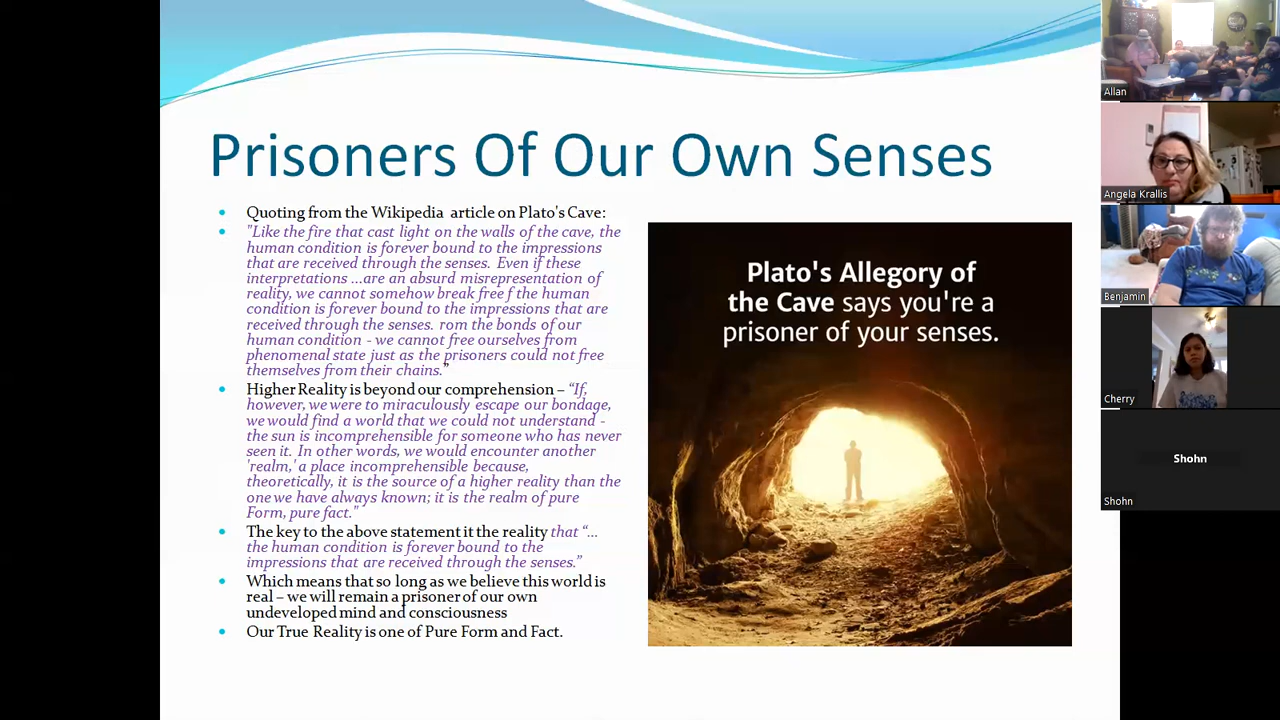 Prisoners Of Our Own Senses
Quoting from the Wikipedia article on Plato's Cave:
"Like the fire that cast light on the walls of the cave, the
human condition is forever bound to the impressions
that are received through the senses. Even if these
interpretations ...are an absurd misrepresentation of
reality, we cannot somehow break free f the human
condition is forever bound to the impressions that are
received through the senses. rom the bonds of our
human condition - we cannot free ourselves from
phenomenal state just as the prisoners could not free
themselves from their chains."
Higher Reality is beyond our comprehension – "If,
however, we were to miraculously escape our bondage,
we would find a world that we could not understand -
the sun is incomprehensible for someone who has never
seen it. In other words, we would encounter another
'realm,' a place incomprehensible because,
theoretically, it is the source of a higher reality than the
one we have always known; it is the realm of pure
Form, pure fact."
The key to the above statement it the reality that "...
the human condition is forever bound to the
impressions that are received through the senses."
Which means that so long as we believe this world is
real – we will remain a prisoner of our own
undeveloped mind and consciousness
Our True Reality is one of Pure Form and Fact.
Plato's Allegory of
the Cave says you're a
prisoner of your senses.
Allan
Angela Krallis
Benjamin
Cherry
Shohn
Shohn